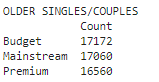 OLDER SINGLES/COUPLES
Count
Budget 17172
Mainstream 17060
Premium 16560